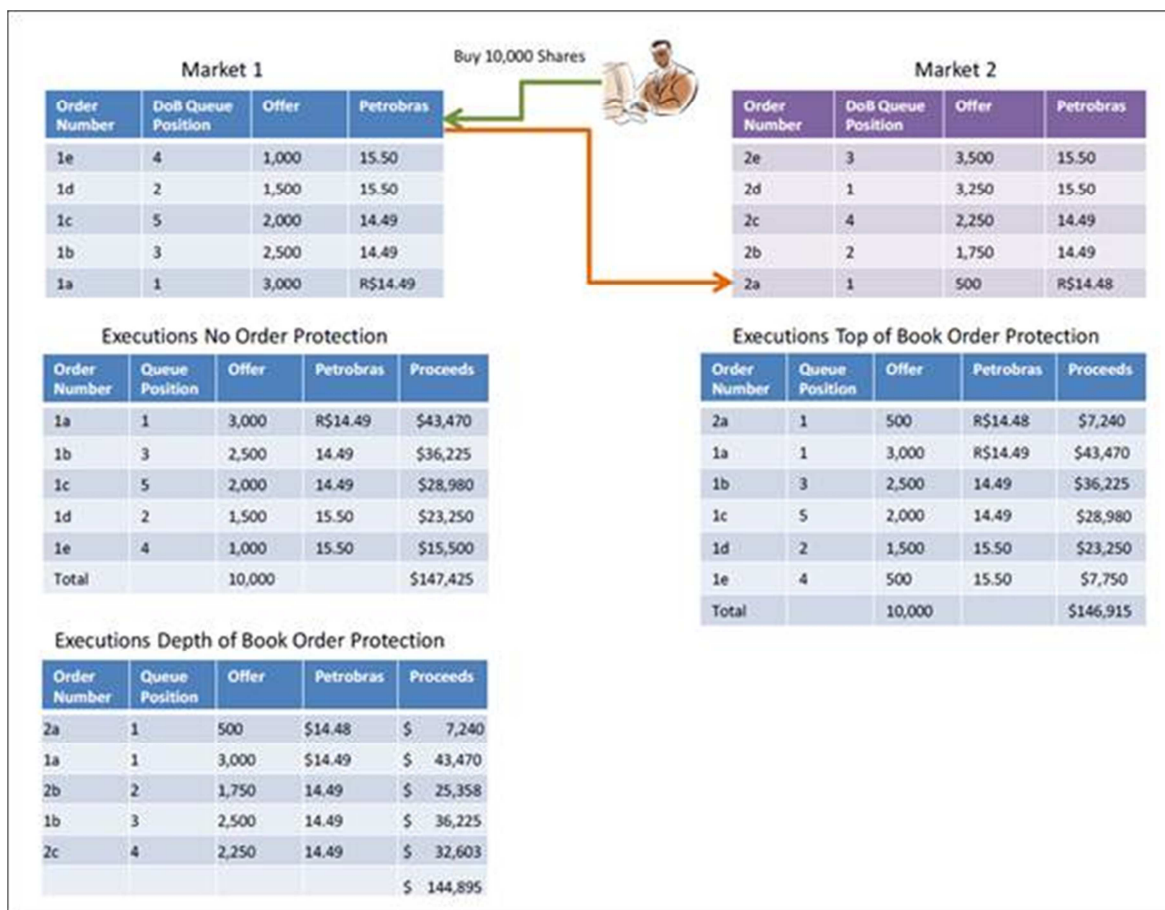 Buy 10,000 Shares
Market 1
Order Number DoB Queue Position Offer Petrobras
1e 4 1,000 15.50
1d 2 1,500 15.50
1c 5 2,000 14.49
1b 3 2,500 14.49
1a 1 3,000 R$14.49
Market 2
Order Number DoB Queue Position Offer Petrobras
2e 3 3,500 15.50
2d 1 3,250 15.50
2c 4 2,250 14.49
2b 2 1,750 14.49
2a 1 500 R$14.48
Executions No Order Protection
Order Number Queue Position Offer Petrobras Proceeds
1a 1 3,000 R$14.49 $43,470
1b 3 2,500 14.49 $36,225
1c 5 2,000 14.49 $28,980
1d 2 1,500 15.50 $23,250
1e 4 1,000 15.50 $15,500
Total 10,000 $147,425
Executions Top of Book Order Protection
Order Number Queue Position Offer Petrobras Proceeds
2a 1 500 R$14.48 $7,240
1a 1 3,000 R$14.49 $43,470
1b 3 2,500 14.49 $36,225
1c 5 2,000 14.49 $28,980
1d 2 1,500 15.50 $23,250
1e 4 500 15.50 $7,750
Total 10,000 $146,915
Executions Depth of Book Order Protection
Order Number Queue Position Offer Petrobras Proceeds
2a 1 500 $14.48 $ 7,240
1a 1 3,000 $14.49 $ 43,470
2b 2 1,750 14.49 $ 25,358
1b 3 2,500 14.49 $ 36,225
2c 4 2,250 14.49 $ 32,603
$ 144,895